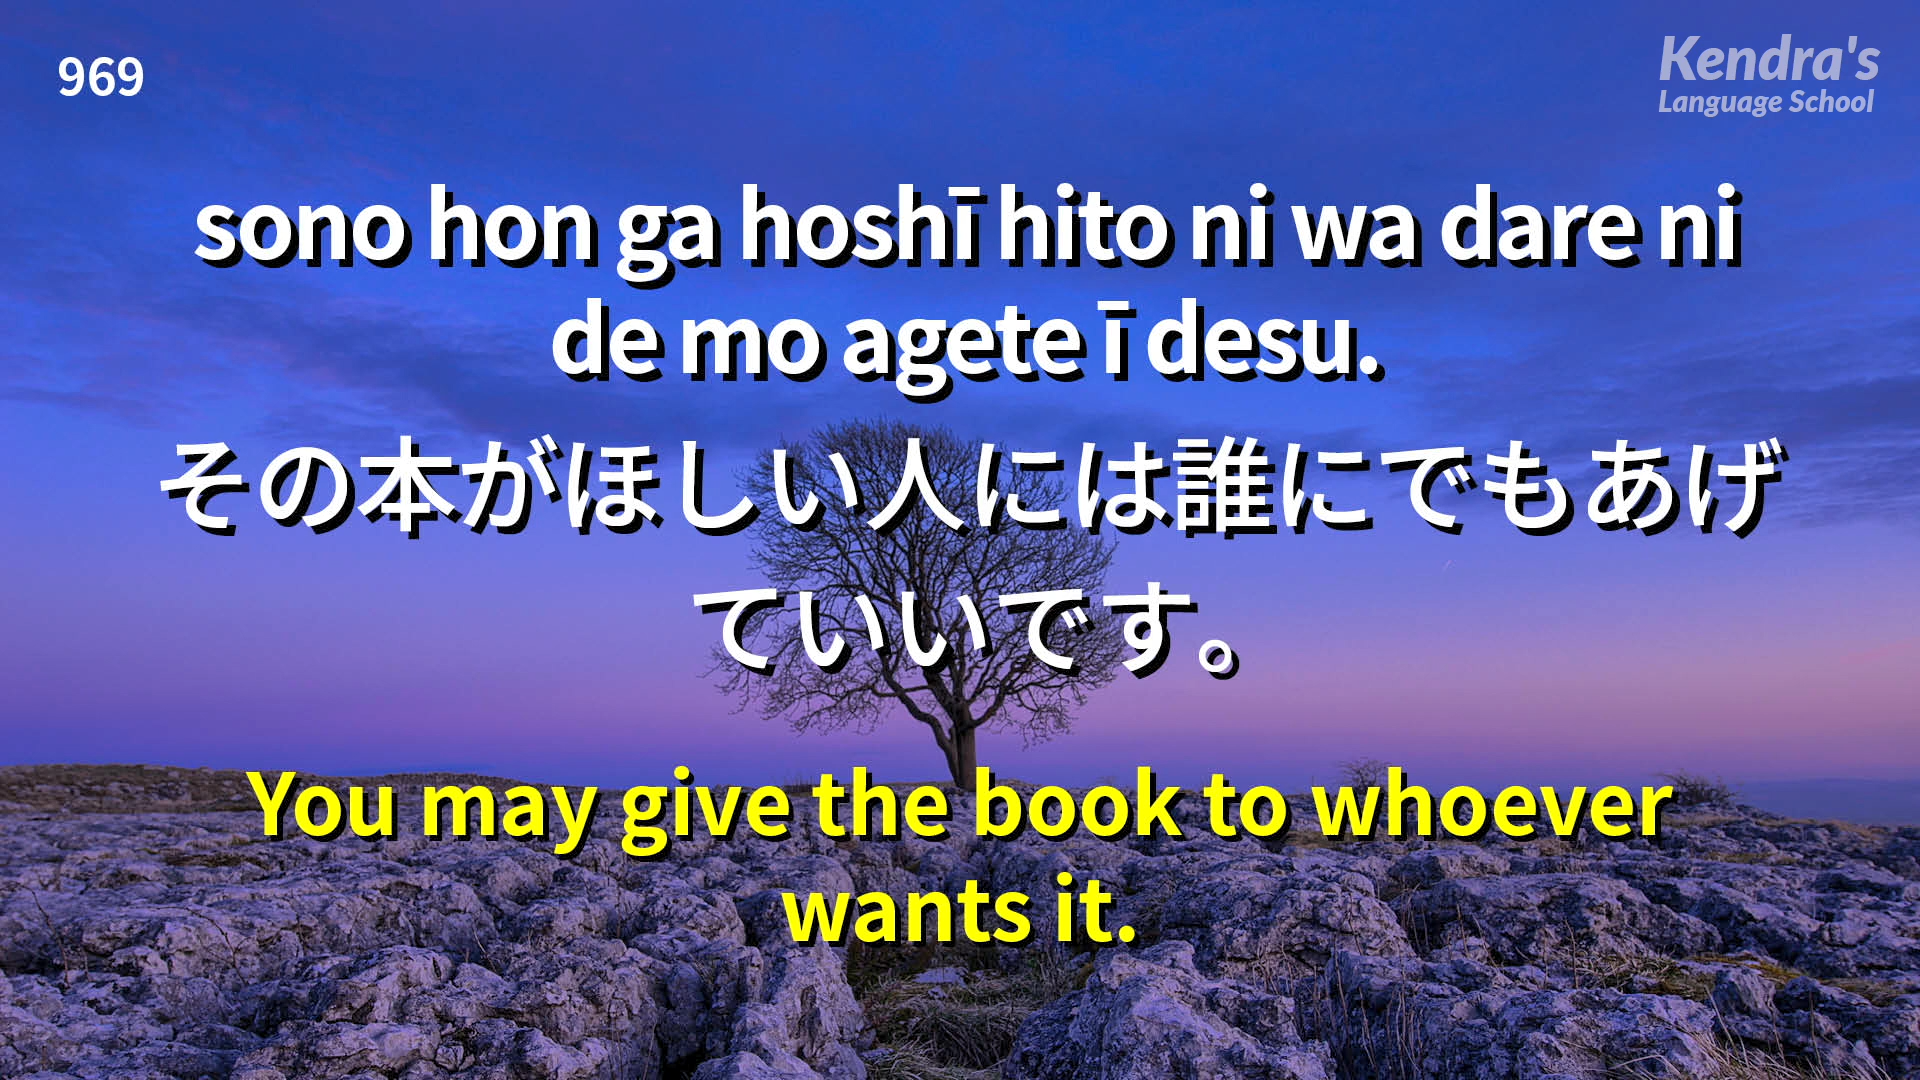 969
Kendra's
Language School
sono hon ga hoshī hito ni wa dare ni
de mo agete ī desu.
その本がほしい人には誰にでもあげ
ていいです。
You may give the book to whoever
wants it.